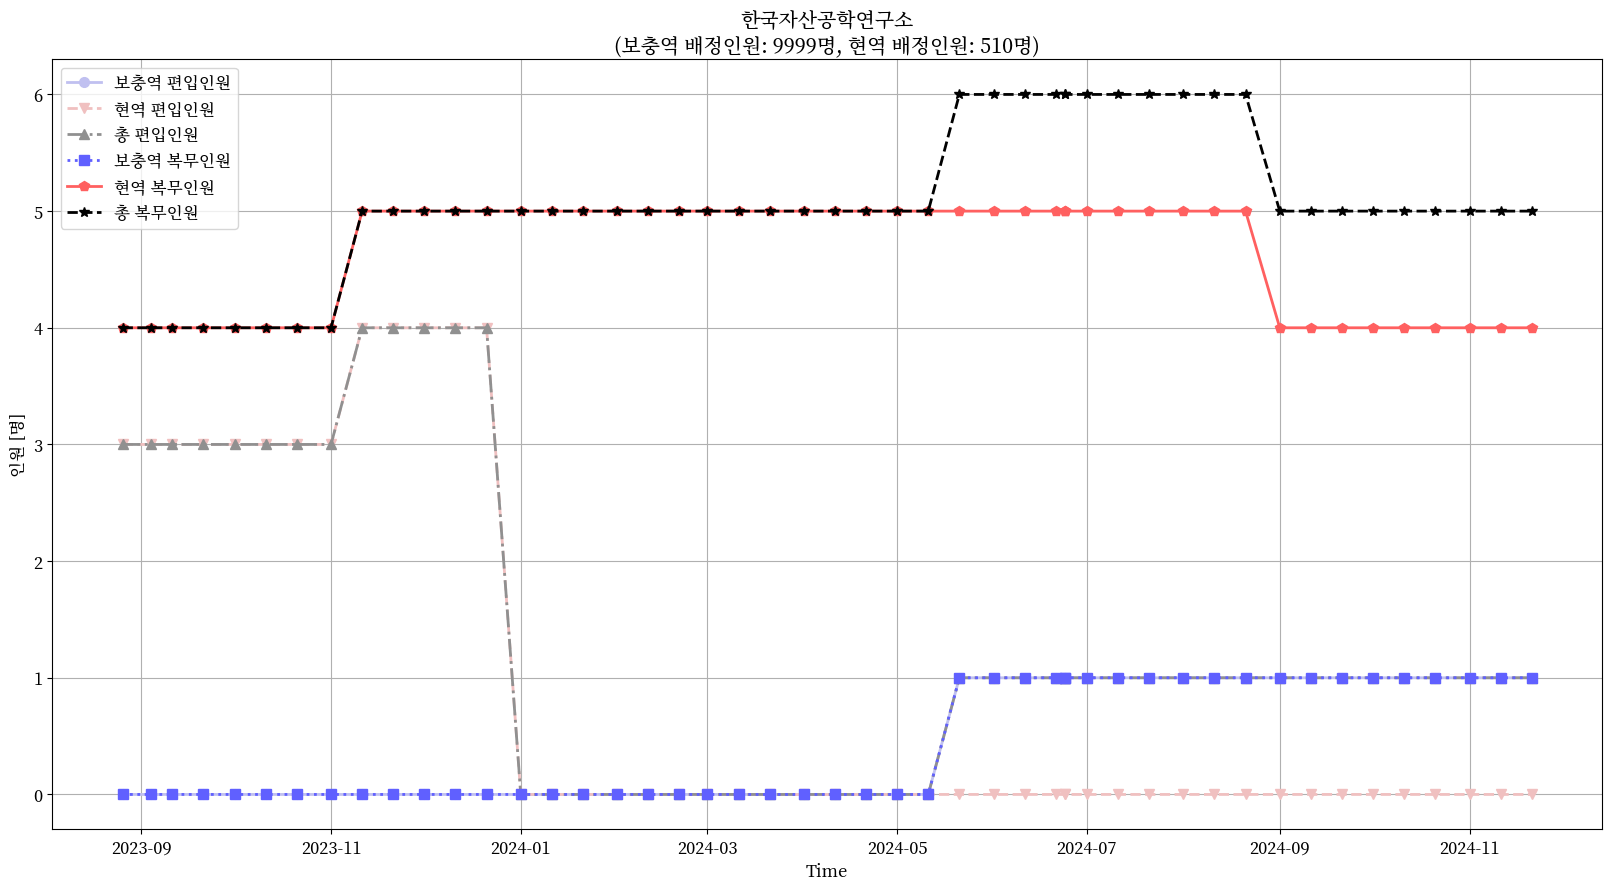 한국자산공학연구소
(보충역 배정인원: 9999명, 현역 배정인원: 510명)
보충역 편입인원
현역 편입인원
총 편입인원
보충역 복무인원
현역 복무인원
총 복무인원
인원 [명]
6
5
4
3
2
1
0
2023-09
2023-11
2024-01
2024-03
2024-05
2024-07
2024-09
2024-11
Time